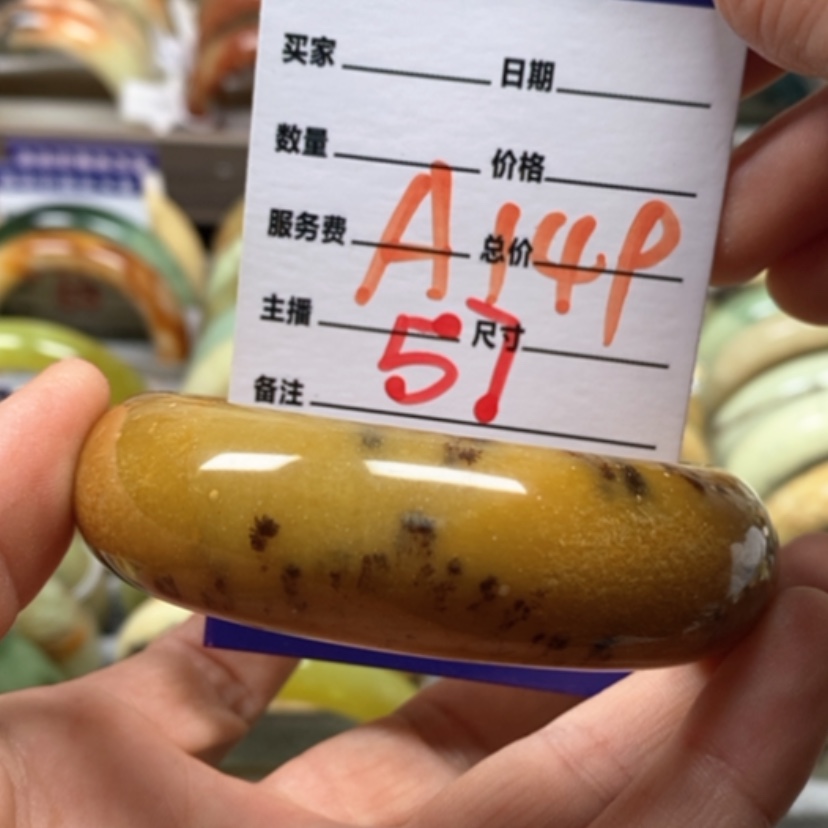 买家 日期
数量 价格
A14P
服务费 总价
57
主播 尺寸
备注